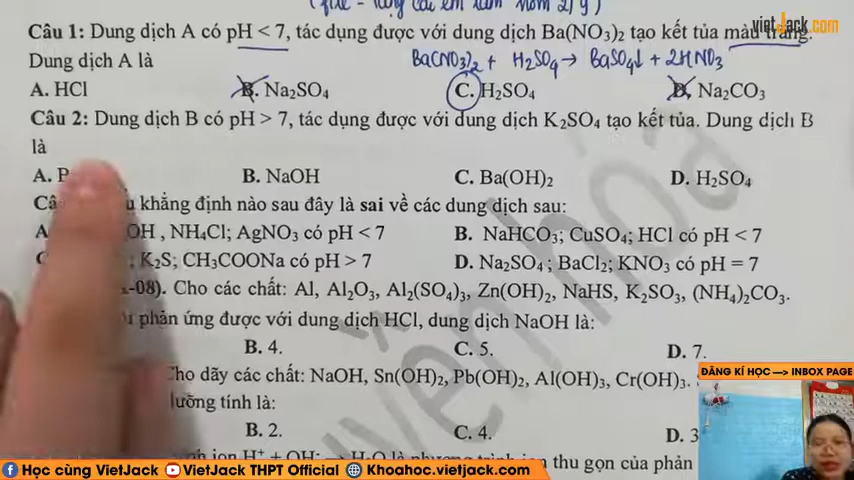 vietJack.com
Câu 1: Dung dịch A có pH < 7, tác dụng được với dung dịch Ba(NO₃)₂ tạo kết tủa màu trắng.
Dung dịch A là
Ba(NO₃)₂ + H₂SO₄ → BaSO₄↓ + 2HNO₃
A. HCl B. Na₂SO₄ C. H₂SO₄ D. Na₂CO₃
Câu 2: Dung dịch B có pH > 7, tác dụng được với dung dịch K₂SO₄ tạo kết tủa. Dung dịch B
là
A. B. NaOH C. Ba(OH)₂ D. H₂SO₄
khẳng định nào sau đây là sai về các dung dịch sau:
OH , NH₄Cl; AgNO₃ có pH < 7 B. NaHCO₃; CuSO₄; HCl có pH < 7
; K₂S; CH₃COONa có pH > 7 D. Na₂SO₄ ; BaCl₂; KNO₃ có pH = 7
-08). Cho các chất: Al, Al₂O₃, Al₂(SO₄)₃, Zn(OH)₂, NaHS, K₂SO₃, (NH₄)₂CO₃.
phản ứng được với dung dịch HCl, dung dịch NaOH là:
B. 4. C. 5. D. 7.
Cho dãy các chất: NaOH, Sn(OH)₂, Pb(OH)₂, Al(OH)₃, Cr(OH)₃.
lưỡng tính là:
B. 2. C. 4. D. 3
ĐĂNG KÍ HỌC —> INBOX PAGE
thu gọn của phản
Học cùng VietJack VietJack THPT Official Khoahoc.vietjack.com